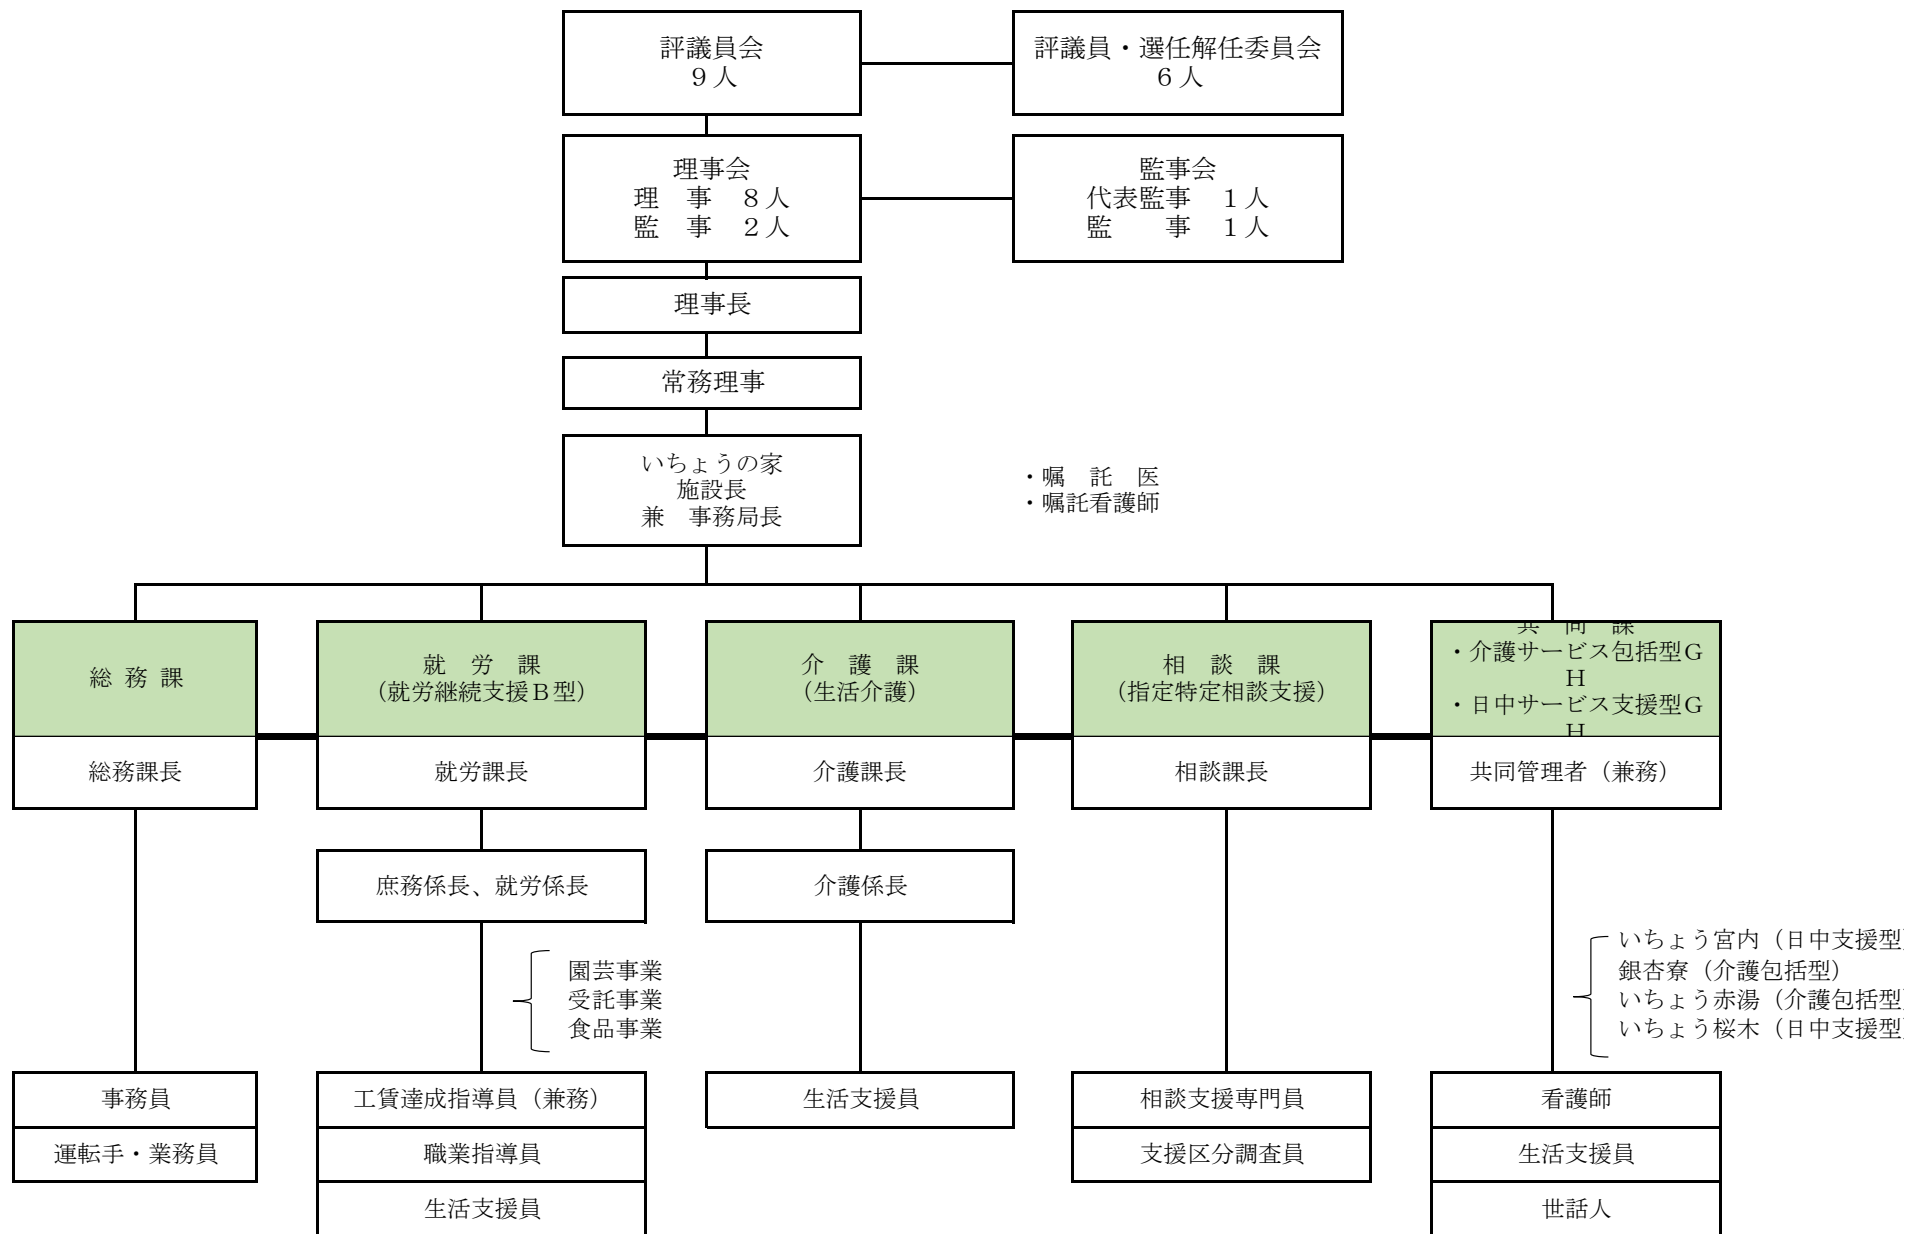 評議員会
９人
評議員・選任解任委員会
６人
理事会
理　事　８人
監　事　２人
監事会
代表監事　１人
監　　事　１人
理事長
常務理事
いちょうの家
施設長
兼　事務局長
・嘱　託　医
・嘱託看護師
総 務 課
就　労　課
（就労継続支援Ｂ型）
介　護　課
（生活介護）
相　談　課
（指定特定相談支援）
共　同　課
・介護サービス包括型Ｇ
Ｈ
・日中サービス支援型Ｇ
Ｈ
総務課長
就労課長
介護課長
相談課長
共同管理者（兼務）
庶務係長、就労係長
介護係長
園芸事業
受託事業
食品事業
いちょう宮内（日中支援型）
銀杏寮（介護包括型）
いちょう赤湯（介護包括型）
いちょう桜木（日中支援型）
事務員
運転手・業務員
工賃達成指導員（兼務）
職業指導員
生活支援員
生活支援員
相談支援専門員
支援区分調査員
看護師
生活支援員
世話人